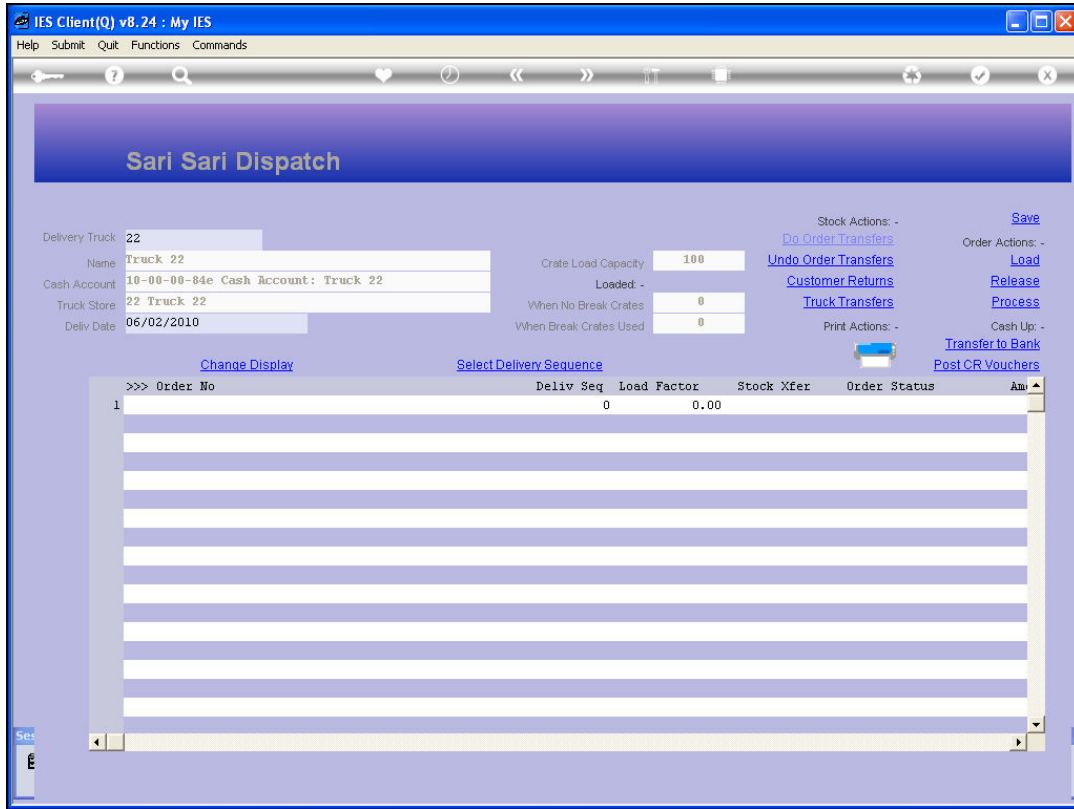 IES Client(Q) v8.24 : My IES
Help Submit Quit Functions Commands
Sari Sari Dispatch
Stock Actions: - Save
Delivery Truck 22 Do Order Transfers Order Actions: -
Name Truck 22 Crate Load Capacity 100 Undo Order Transfers Load
Cash Account 10-00-00-84e Cash Account: Truck 22 Loaded: - Customer Returns Release
Truck Store 22 Truck 22 When No Break Crates 0 Truck Transfers Process
Deliv Date 06/02/2010 When Break Crates Used 0 Print Actions: - Cash Up: -
Transfer to Bank
Change Display Select Delivery Sequence Post CR Vouchers
>>> Order No Deliv Seq Load Factor Stock Xfer Order Status
1 0 0.00